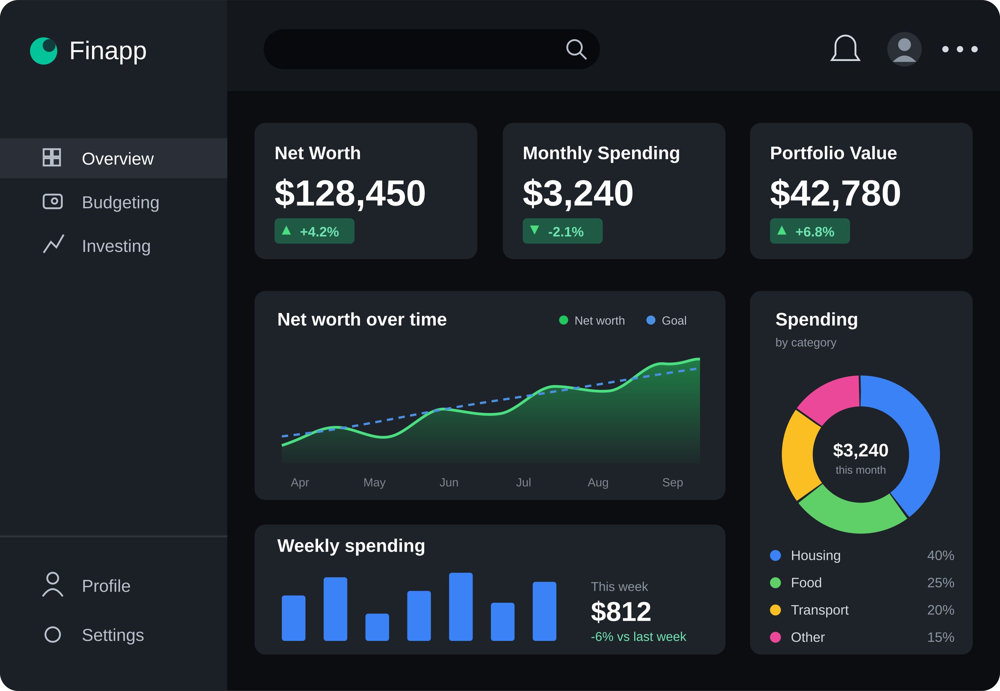 Finapp
Overview
Budgeting
Investing
Profile
Settings
Net Worth
$128,450
+4.2%
Monthly Spending
$3,240
-2.1%
Portfolio Value
$42,780
+6.8%
Net worth over time
Net worth
Goal
Apr May Jun Jul Aug Sep
Weekly spending
This week
$812
-6% vs last week
Spending
by category
$3,240
this month
Housing 40%
Food 25%
Transport 20%
Other 15%